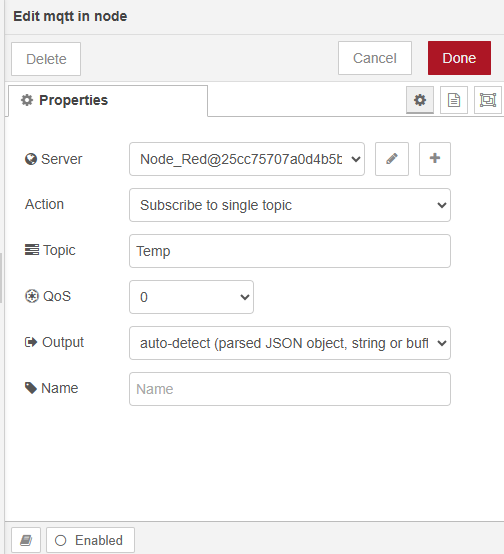 Edit mqtt in node
Delete
Cancel
Done
Properties
Server
Node_Red@25cc75707a0d4b5b
Action
Subscribe to single topic
Topic
Temp
QoS
0
Output
auto-detect (parsed JSON object, string or buff
Name
Name
Enabled